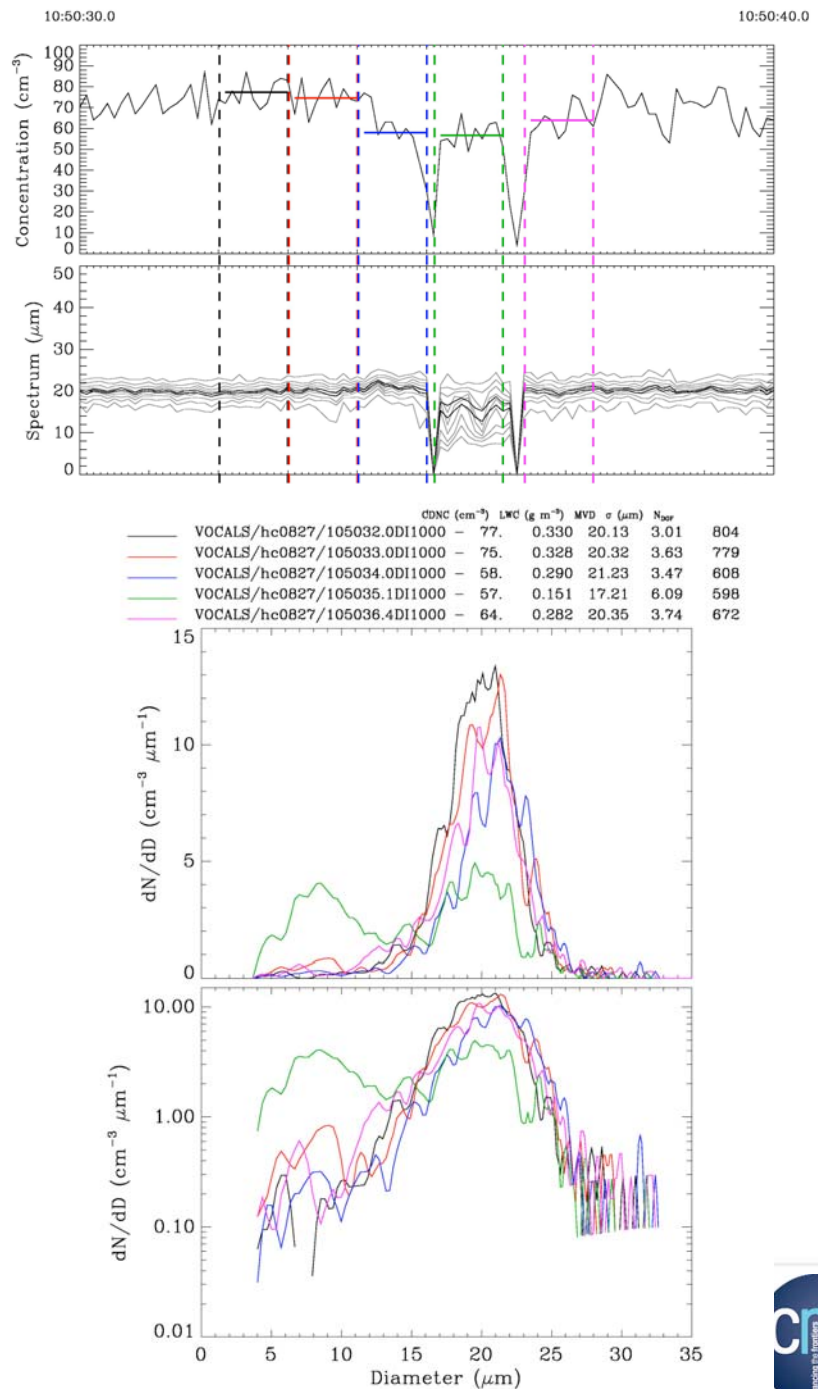 10:50:30.0 10:50:40.0
Concentration (cm⁻³)
100
90
80
70
60
50
40
30
20
10
0
Spectrum (μm)
50
40
30
20
10
0
CDNC (cm⁻³) LWC (g m⁻³) MVD σ (μm) N_DOF
VOCALS/hc0827/105032.0DI1000 – 77. 0.330 20.13 3.01 804
VOCALS/hc0827/105033.0DI1000 – 75. 0.328 20.32 3.63 779
VOCALS/hc0827/105034.0DI1000 – 58. 0.290 21.23 3.47 608
VOCALS/hc0827/105035.1DI1000 – 57. 0.151 17.21 6.09 598
VOCALS/hc0827/105036.4DI1000 – 64. 0.282 20.35 3.74 672
dN/dD (cm⁻³ μm⁻¹)
15
10
5
0
dN/dD (cm⁻³ μm⁻¹)
10.00
1.00
0.10
0.01
0 5 10 15 20 25 30 35
Diameter (μm)